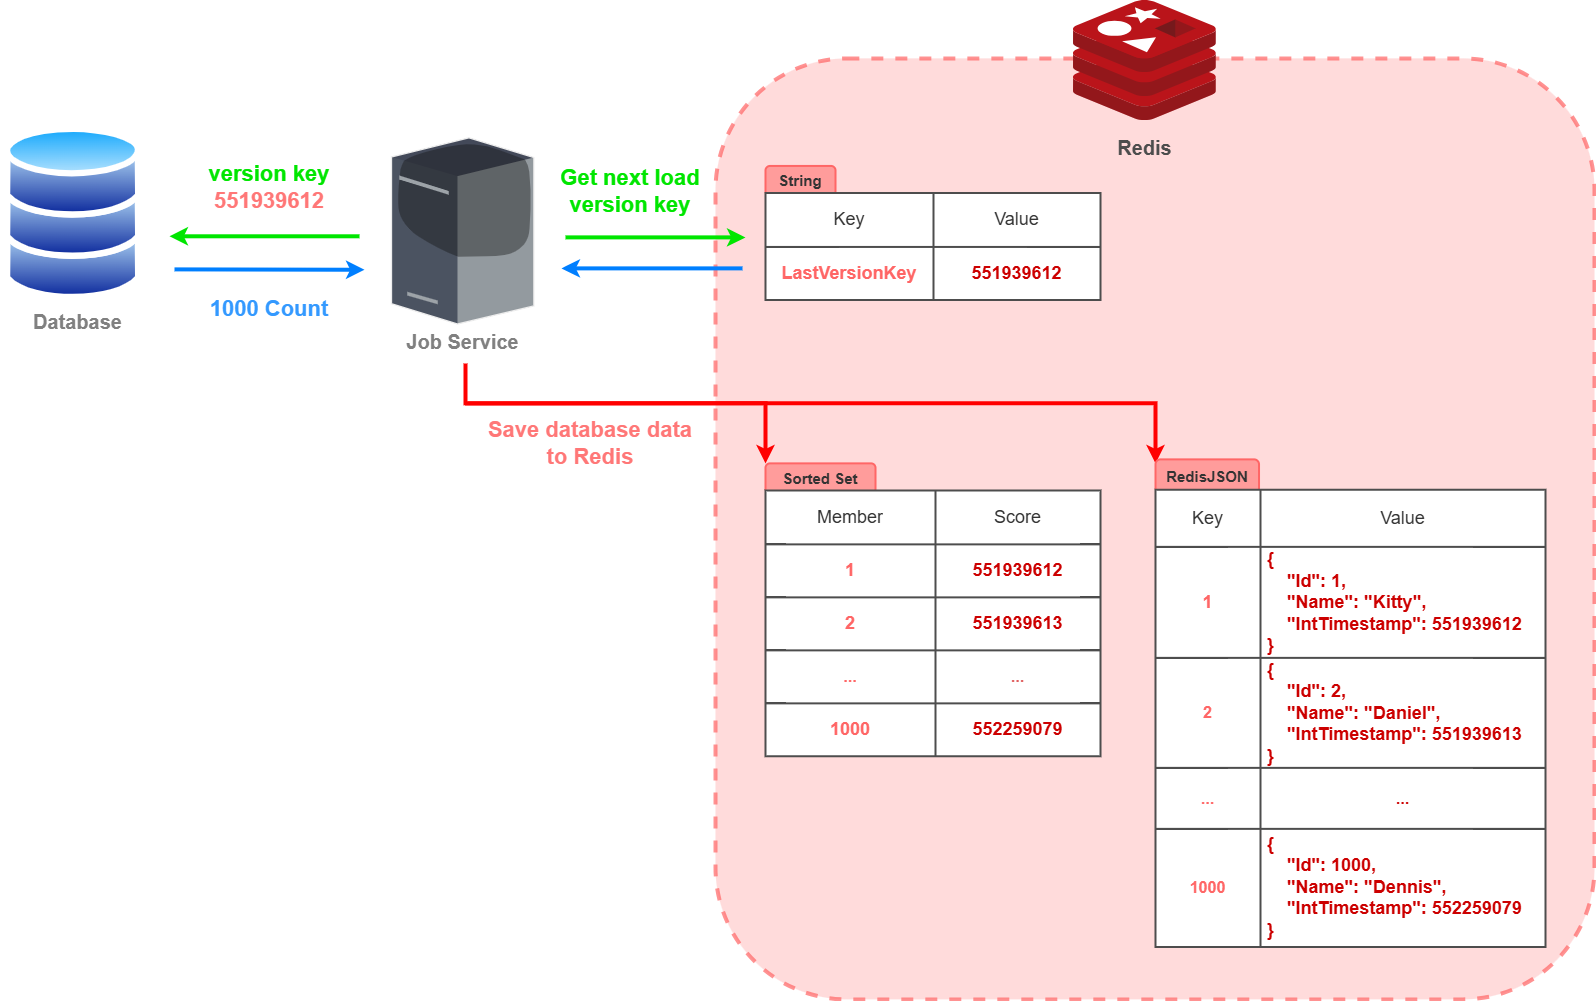 Redis
version key
551939612
1000 Count
Database
Job Service
Get next load
version key
String
Key Value
LastVersionKey 551939612
Save database data
to Redis
Sorted Set
Member Score
1 551939612
2 551939613
... ...
1000 552259079
RedisJSON
Key Value
1
{
"Id": 1,
"Name": "Kitty",
"IntTimestamp": 551939612
}
2
{
"Id": 2,
"Name": "Daniel",
"IntTimestamp": 551939613
}
... ...
1000
{
"Id": 1000,
"Name": "Dennis",
"IntTimestamp": 552259079
}